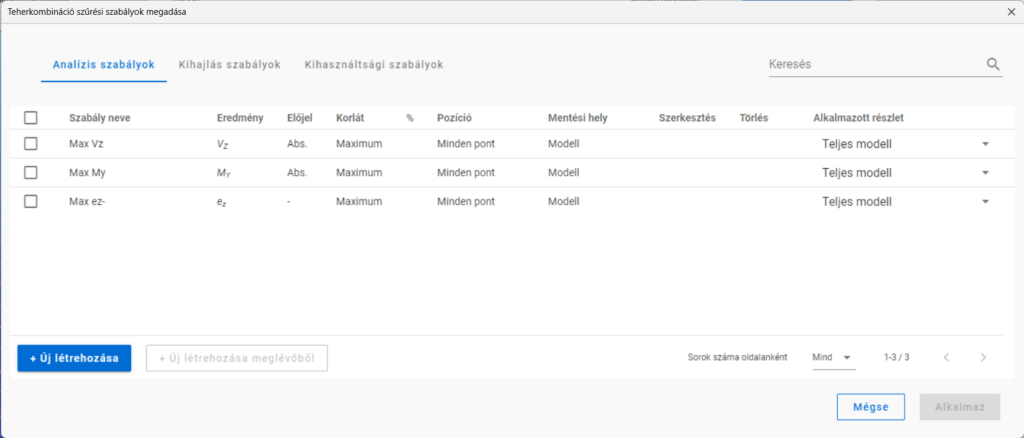 Teherkombináció szűrési szabályok megadása
Analízis szabályok Kihajlás szabályok Kihasználtsági szabályok Keresés
Szabály neve Eredmény Előjel Korlát % Pozíció Mentési hely Szerkesztés Törlés Alkalmazott részlet
Max Vz Vz Abs. Maximum Minden pont Modell Teljes modell
Max My My Abs. Maximum Minden pont Modell Teljes modell
Max ez- ez - Maximum Minden pont Modell Teljes modell
+ Új létrehozása + Új létrehozása meglévőből Sorok száma oldalanként Mind 1-3 / 3
Mégse Alkalmaz